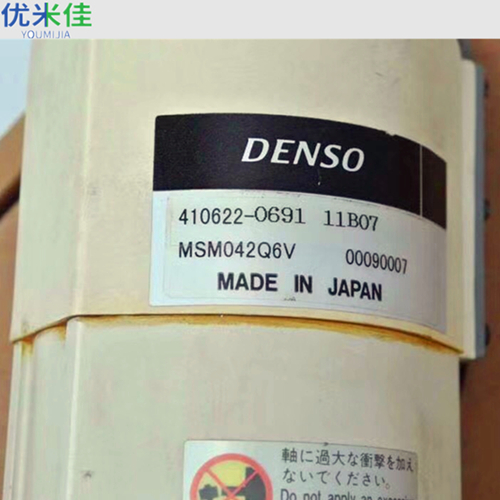 优米佳
YOUMIJIA
DENSO
410622-0691 11B07
MSM042Q6V 00090007
MADE IN JAPAN
軸に過大な衝撃を加え
ないでください.
Do not apply an